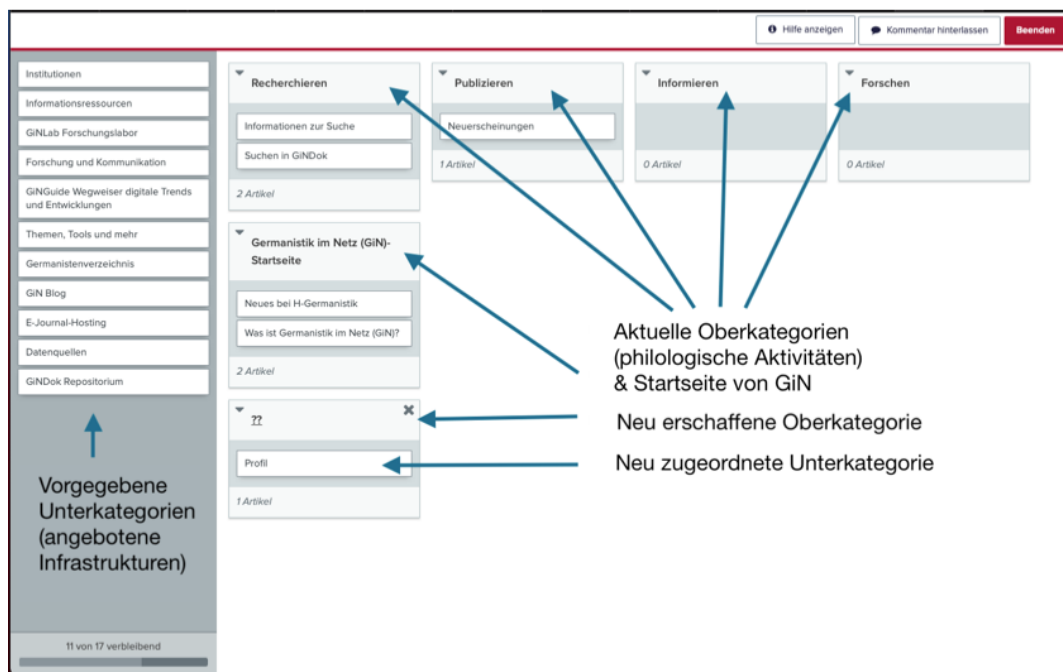 Hilfe anzeigen
Kommentar hinterlassen
Beenden
Institutionen
Informationsressourcen
GiNLab Forschungslabor
Forschung und Kommunikation
GiNGuide Wegweiser digitale Trends
und Entwicklungen
Themen, Tools und mehr
Germanistenverzeichnis
GiN Blog
E-Journal-Hosting
Datenquellen
GiNDok Repositorium
Vorgegebene
Unterkategorien
(angebotene
Infrastrukturen)
11 von 17 verbleibend
Recherchieren
Informationen zur Suche
Suchen in GiNDok
2 Artikel
Publizieren
Neuerscheinungen
1 Artikel
Informieren
0 Artikel
Forschen
0 Artikel
Germanistik im Netz (GiN)-
Startseite
Neues bei H-Germanistik
Was ist Germanistik im Netz (GiN)?
2 Artikel
??
Profil
1 Artikel
Aktuelle Oberkategorien
(philologische Aktivitäten)
& Startseite von GiN
Neu erschaffene Oberkategorie
Neu zugeordnete Unterkategorie